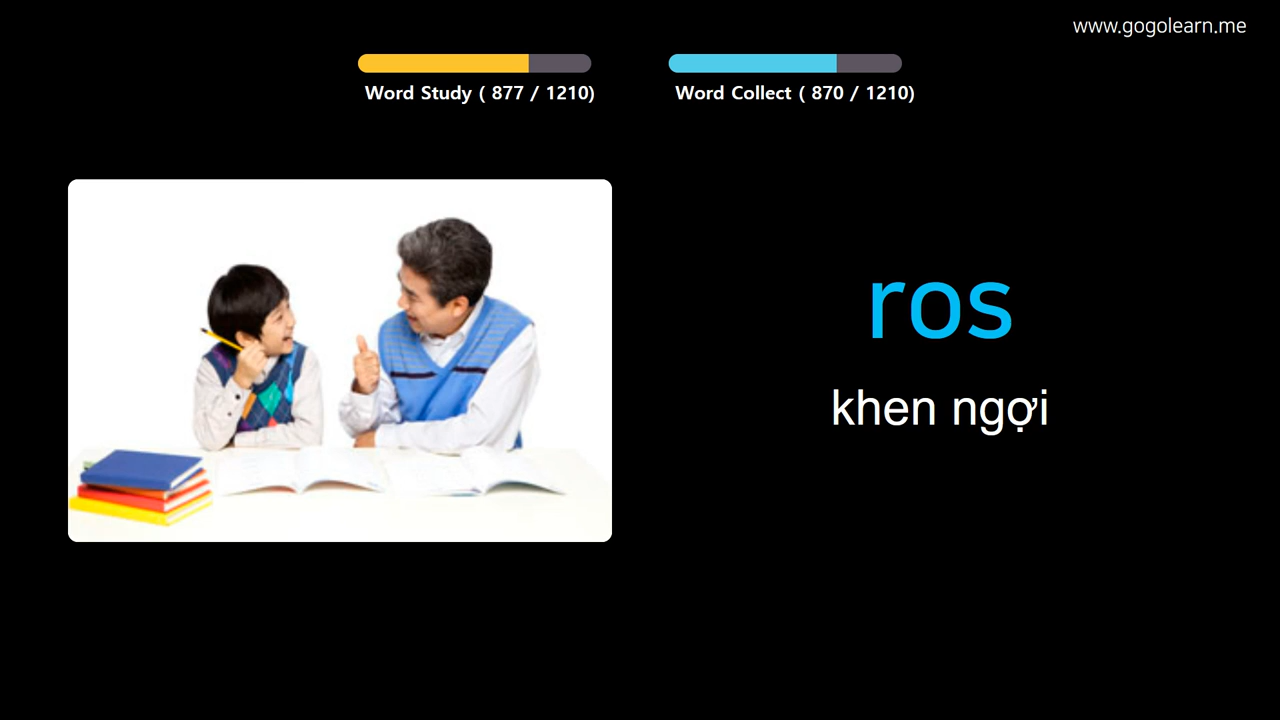 www.gogolearn.me
Word Study ( 877 / 1210)
Word Collect ( 870 / 1210)
ros
khen ngợi